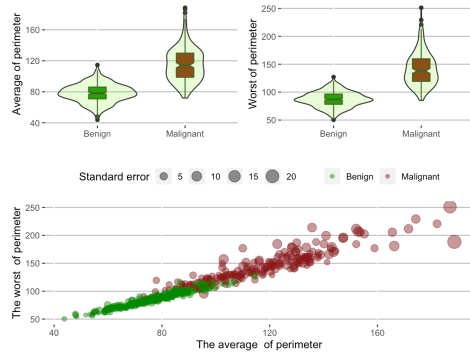 Average of perimeter
160
120
80
40
Benign
Malignant
Worst of perimeter
250
200
150
100
50
Benign
Malignant
Standard error 5 10 15 20 Benign Malignant
The worst of perimeter
250
200
150
100
50
40 80 120 160
The average of perimeter